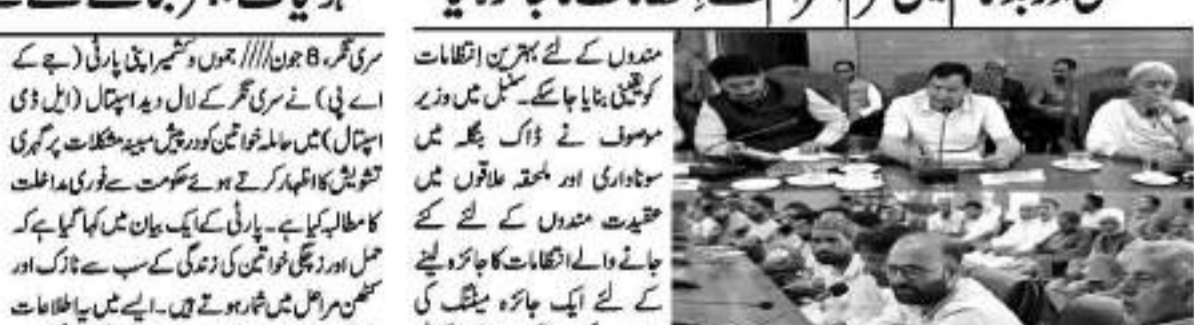 مندوں کے لئے بہترین انتظامات
کو یقینی بنایا جاسکے۔ سنبل میں وزیر
موصوف نے ڈاک بنگلہ میں
سوناواری اور ملحقہ علاقوں میں
عقیدت مندوں کے لئے کئے
جانے والے انتظامات کا جائزہ لینے
کے لئے ایک جائزہ میٹنگ کی
سری نگر، 8 جون//// جموں و کشمیر اپنی پارٹی (جے کے
اے پی) نے سری نگر کے لال دید اسپتال (ایل ڈی
اسپتال) میں حاملہ خواتین کو درپیش مبینہ مشکلات پر گہری
تشویش کا اظہار کرتے ہوئے حکومت سے فوری مداخلت
کا مطالبہ کیا ہے۔ پارٹی کے ایک بیان میں کہا گیا ہے کہ
حمل اور زچگی خواتین کی زندگی کے سب سے نازک اور
کٹھن مراحل میں شمار ہوتے ہیں۔ ایسے میں یہ اطلاعات